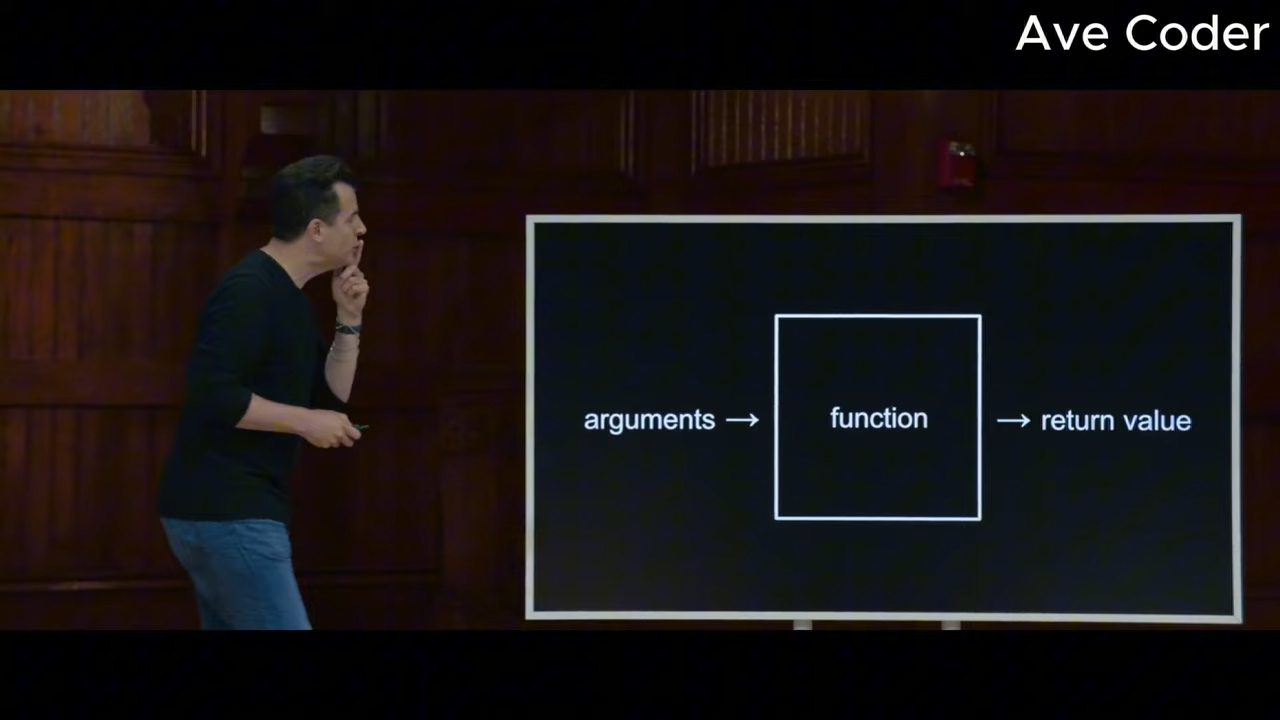 Ave Coder
arguments → function → return value